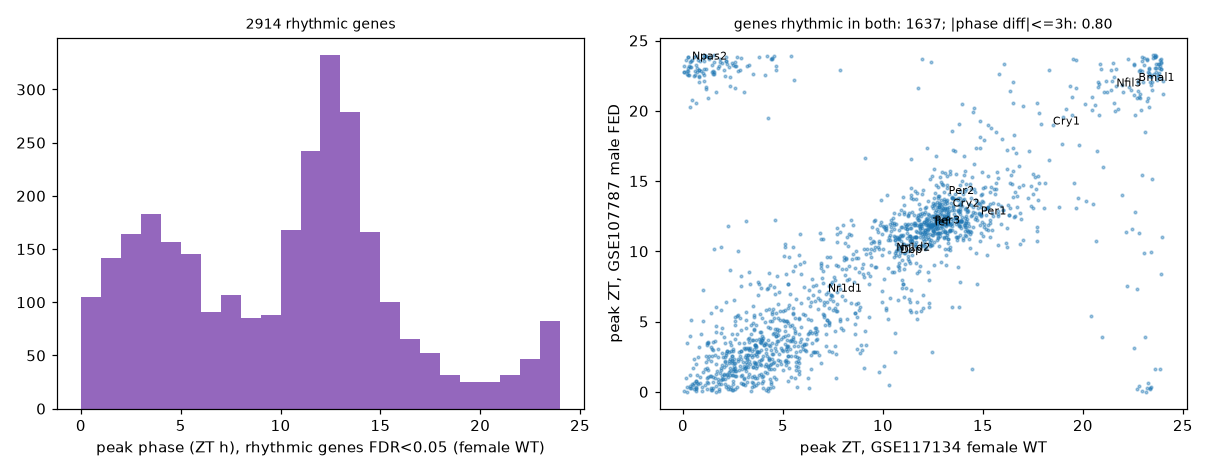 2914 rhythmic genes
300
250
200
150
100
50
0
0
5
10
15
20
25
peak phase (ZT h), rhythmic genes FDR<0.05 (female WT)
genes rhythmic in both: 1637; |phase diff|<=3h: 0.80
peak ZT, GSE107787 male FED
25
20
15
10
5
0
Npas2
Nfil3
Bmal1
Cry1
Per2
Cry2
Per1
Nr1d1
0
5
10
15
20
25
peak ZT, GSE117134 female WT